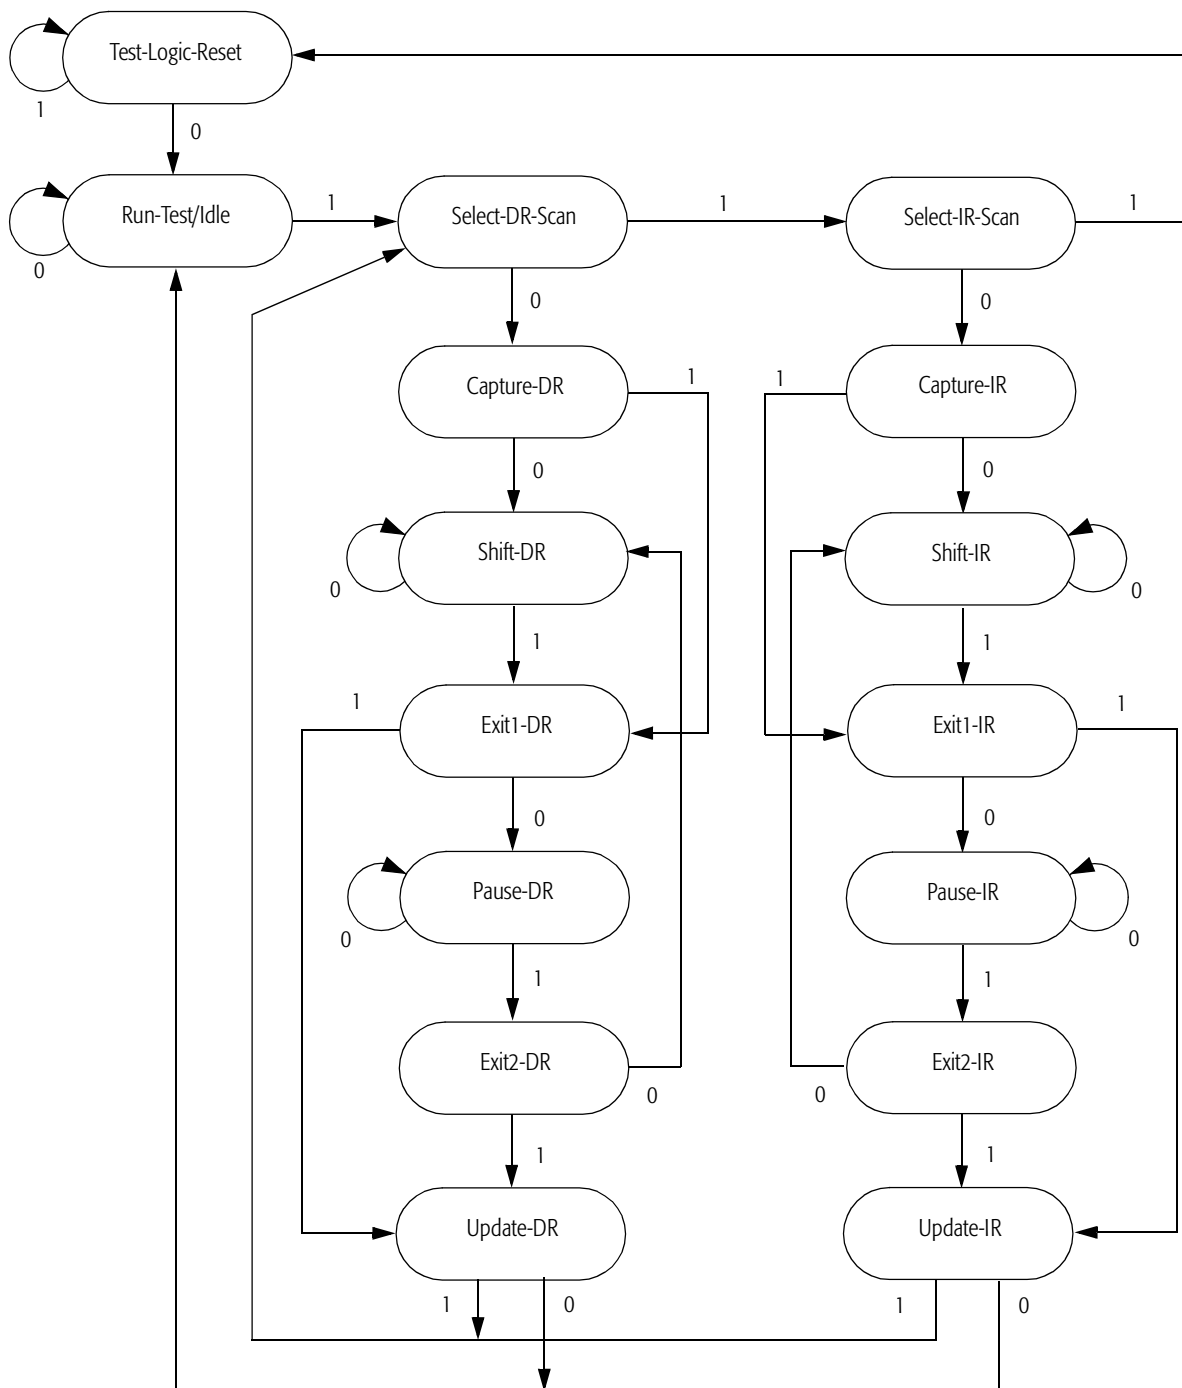 Test-Logic-Reset
1
0
Run-Test/Idle
1
Select-DR-Scan
1
Select-IR-Scan
1
0
0
0
Capture-DR
1
1
Capture-IR
0
0
Shift-DR
Shift-IR
0
0
1
1
1
Exit1-DR
Exit1-IR
1
0
0
Pause-DR
Pause-IR
0
0
1
1
Exit2-DR
Exit2-IR
0
0
1
1
Update-DR
Update-IR
1
0
1
0